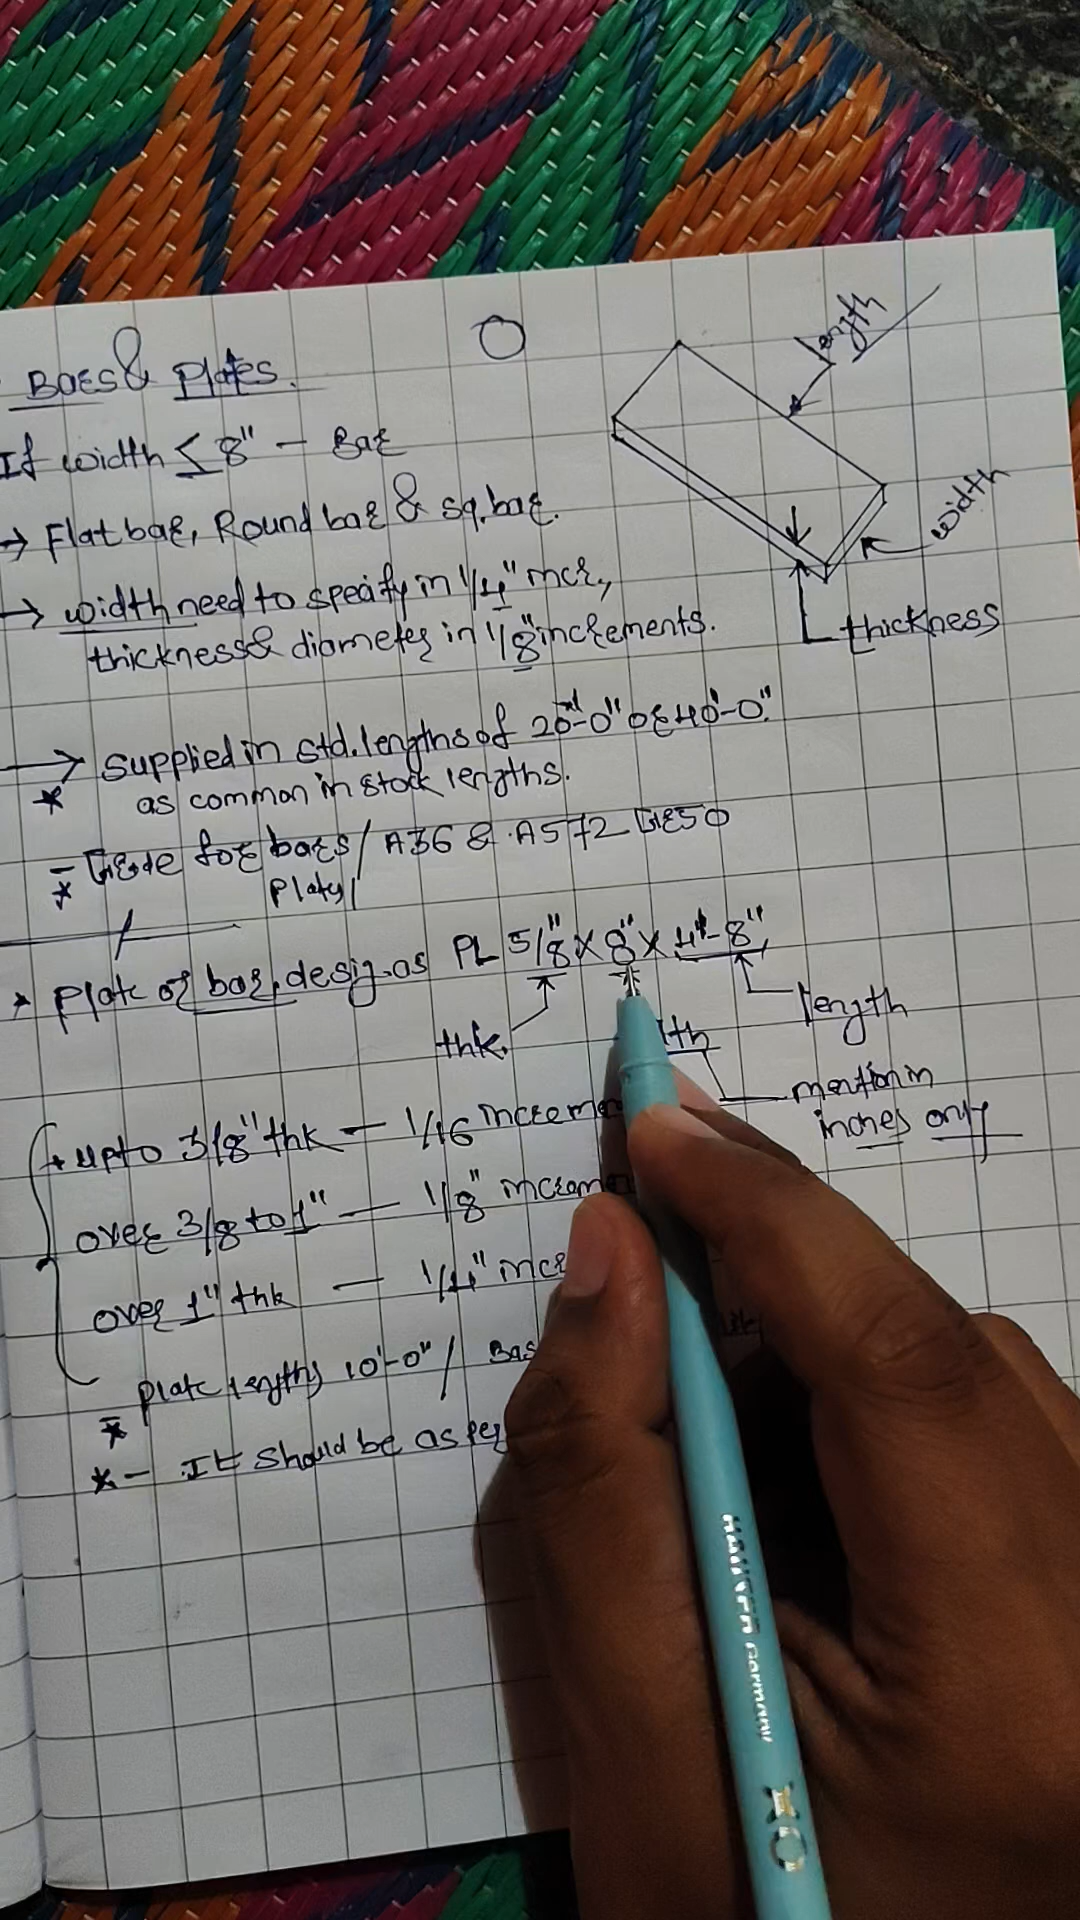 Bars & Plates.
If width ≤ 8" - Bar
→ Flat bar, Round bar & sq. bar.
→ width need to specify in 1/4" incr.,
thickness & diameter in 1/8" increments.
→ supplied in std. lengths of 20'-0" or 40'-0".
* as common in stock lengths.
* - Grade for bars / A36 & A572 Gr50
plates
* plate or bar, desig. as PL 5/8" x 8" x 4'-8"
thk.
length
mention in
inches only
* upto 3/8" thk - 1/16
over 3/8 to 1" - 1/8"
over 1" thk - 1/4"
* plate lengths 10'-0" /
* - It should be as per
length
width
thickness
HAUSER Germany
XO